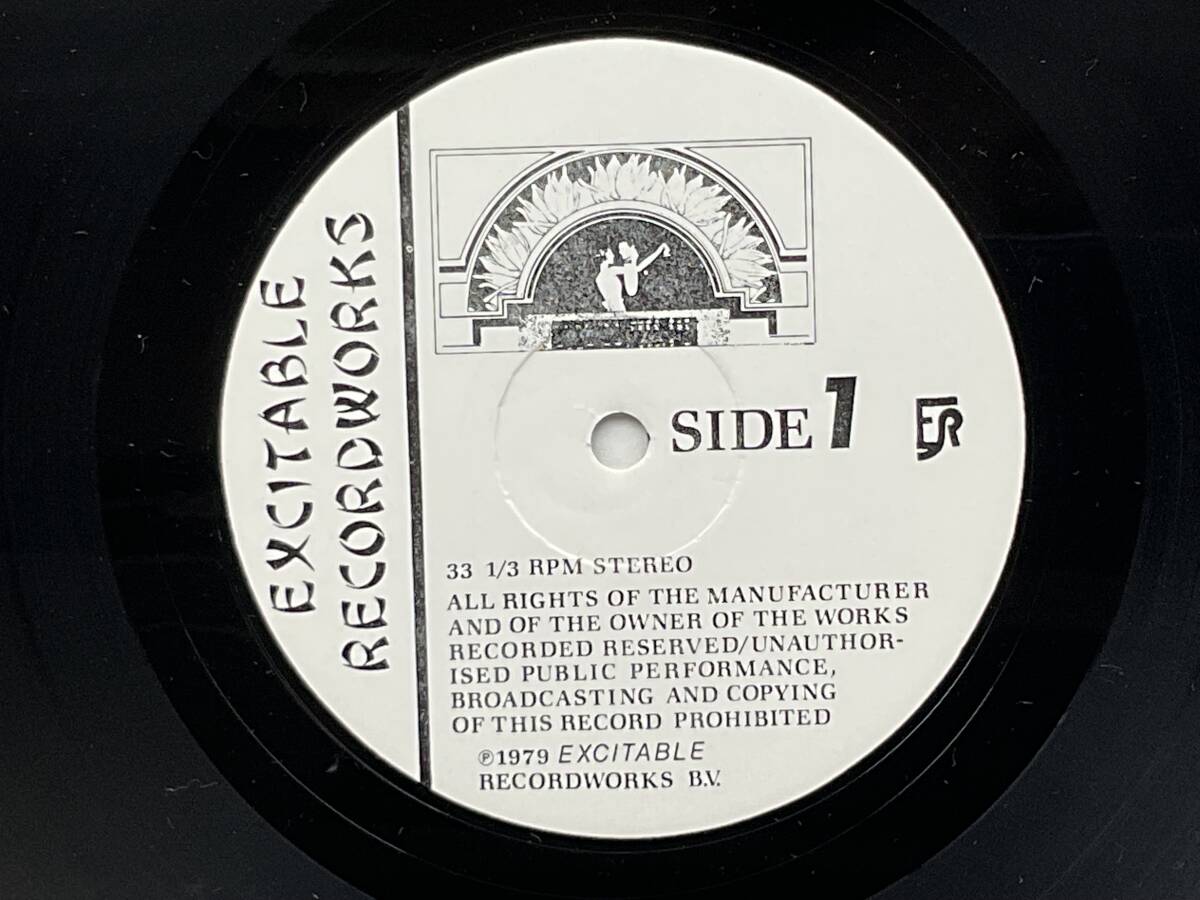 EXCITABLE
RECORDWORKS
SIDE 1
33 1/3 RPM STEREO
ALL RIGHTS OF THE MANUFACTURER
AND OF THE OWNER OF THE WORKS
RECORDED RESERVED/UNAUTHOR-
ISED PUBLIC PERFORMANCE,
BROADCASTING AND COPYING
OF THIS RECORD PROHIBITED
℗1979 EXCITABLE
RECORDWORKS B.V.